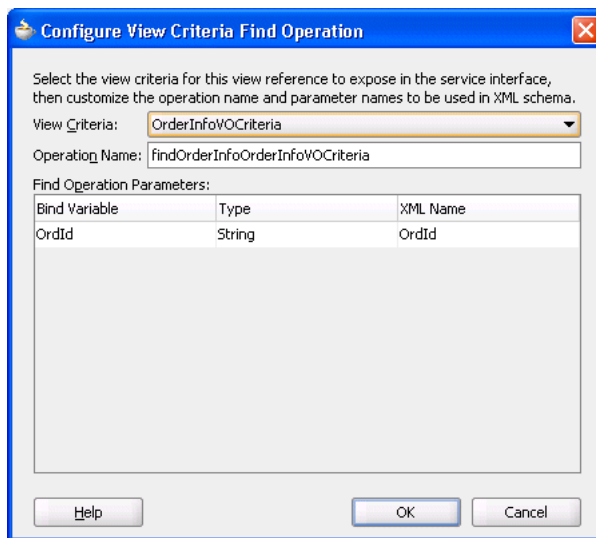 Configure View Criteria Find Operation
Select the view criteria for this view reference to expose in the service interface,
then customize the operation name and parameter names to be used in XML schema.
View Criteria: OrderInfoVOCriteria
Operation Name: findOrderInfoOrderInfoVOCriteria
Find Operation Parameters:
Bind Variable Type XML Name
OrdId String OrdId
Help OK Cancel